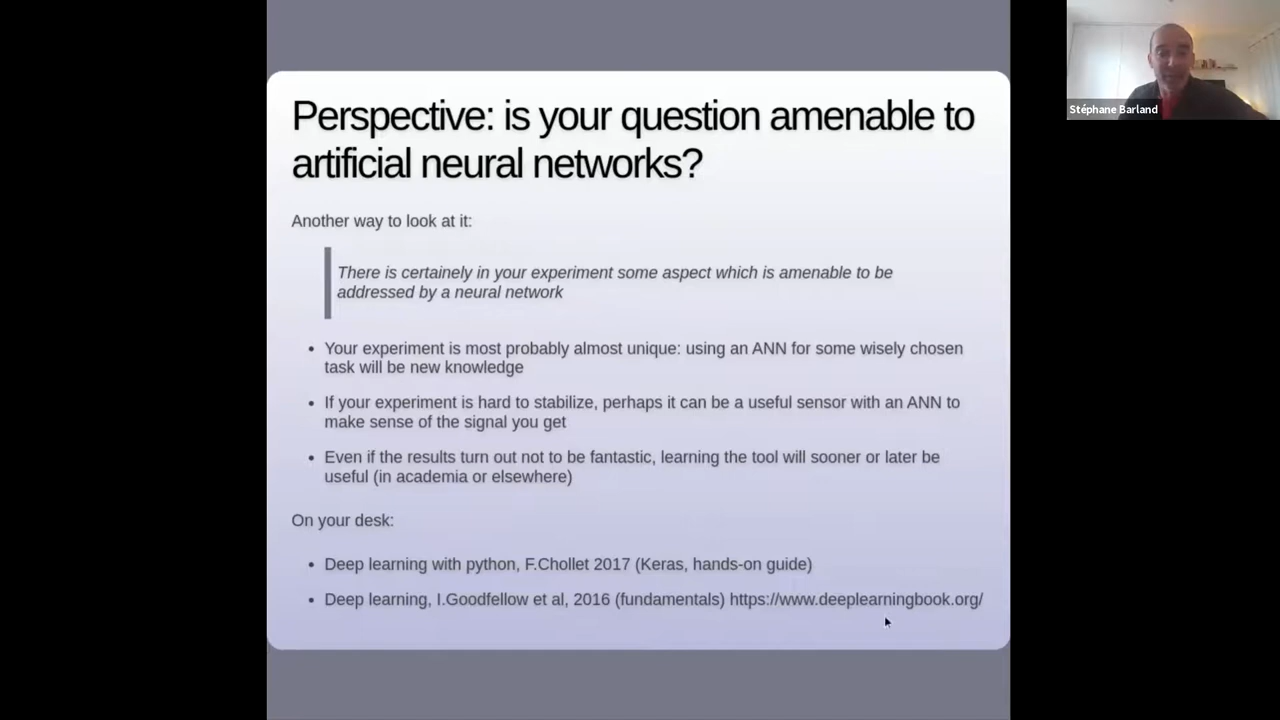 Perspective: is your question amenable to
artificial neural networks?
Another way to look at it:
There is certainely in your experiment some aspect which is amenable to be
addressed by a neural network
• Your experiment is most probably almost unique: using an ANN for some wisely chosen
task will be new knowledge
• If your experiment is hard to stabilize, perhaps it can be a useful sensor with an ANN to
make sense of the signal you get
• Even if the results turn out not to be fantastic, learning the tool will sooner or later be
useful (in academia or elsewhere)
On your desk:
• Deep learning with python, F.Chollet 2017 (Keras, hands-on guide)
• Deep learning, I.Goodfellow et al, 2016 (fundamentals) https://www.deeplearningbook.org/
Stéphane Barland